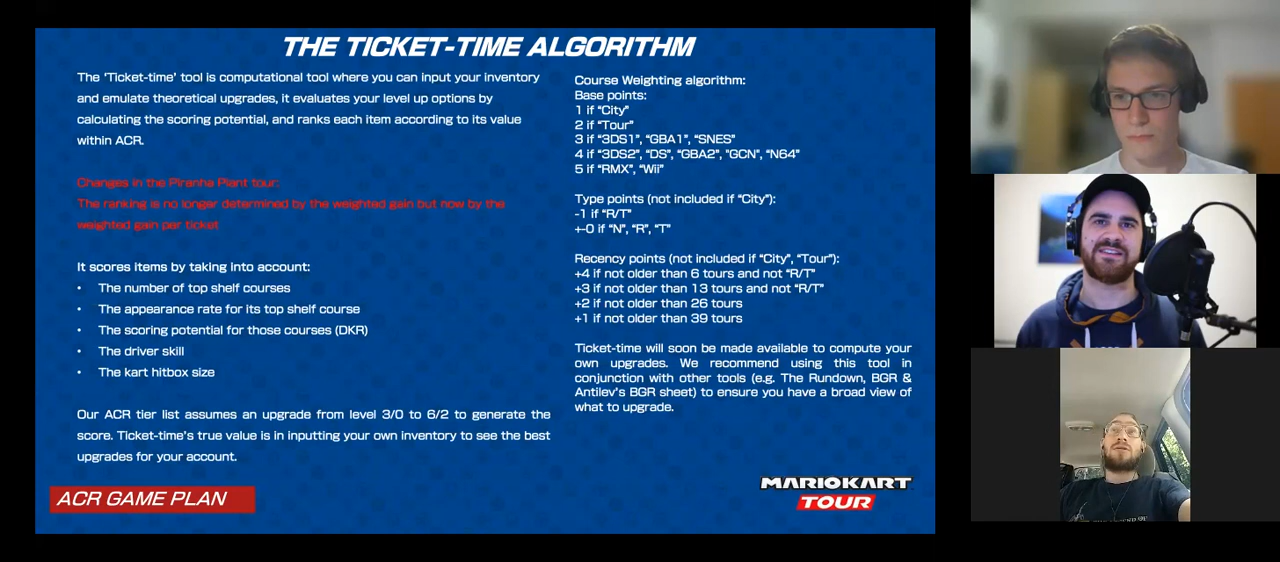 THE TICKET-TIME ALGORITHM
The 'Ticket-time' tool is computational tool where you can input your inventory
and emulate theoretical upgrades, it evaluates your level up options by
calculating the scoring potential, and ranks each item according to its value
within ACR.
Changes in the Piranha Plant tour:
The ranking is no longer determined by the weighted gain but now by the
weighted gain per ticket
It scores items by taking into account:
• The number of top shelf courses
• The appearance rate for its top shelf course
• The scoring potential for those courses (DKR)
• The driver skill
• The kart hitbox size
Our ACR tier list assumes an upgrade from level 3/0 to 6/2 to generate the
score. Ticket-time's true value is in inputting your own inventory to see the best
upgrades for your account.
ACR GAME PLAN
Course Weighting algorithm:
Base points:
1 if "City"
2 if "Tour"
3 if "3DS1", "GBA1", "SNES"
4 if "3DS2", "DS", "GBA2", "GCN", "N64"
5 if "RMX", "Wii"
Type points (not included if "City"):
-1 if "R/T"
+-0 if "N", "R", "T"
Recency points (not included if "City", "Tour"):
+4 if not older than 6 tours and not "R/T"
+3 if not older than 13 tours and not "R/T"
+2 if not older than 26 tours
+1 if not older than 39 tours
Ticket-time will soon be made available to compute your
own upgrades. We recommend using this tool in
conjunction with other tools (e.g. The Rundown, BGR &
Antilev's BGR sheet) to ensure you have a broad view of
what to upgrade.
MARIOKART
TOUR